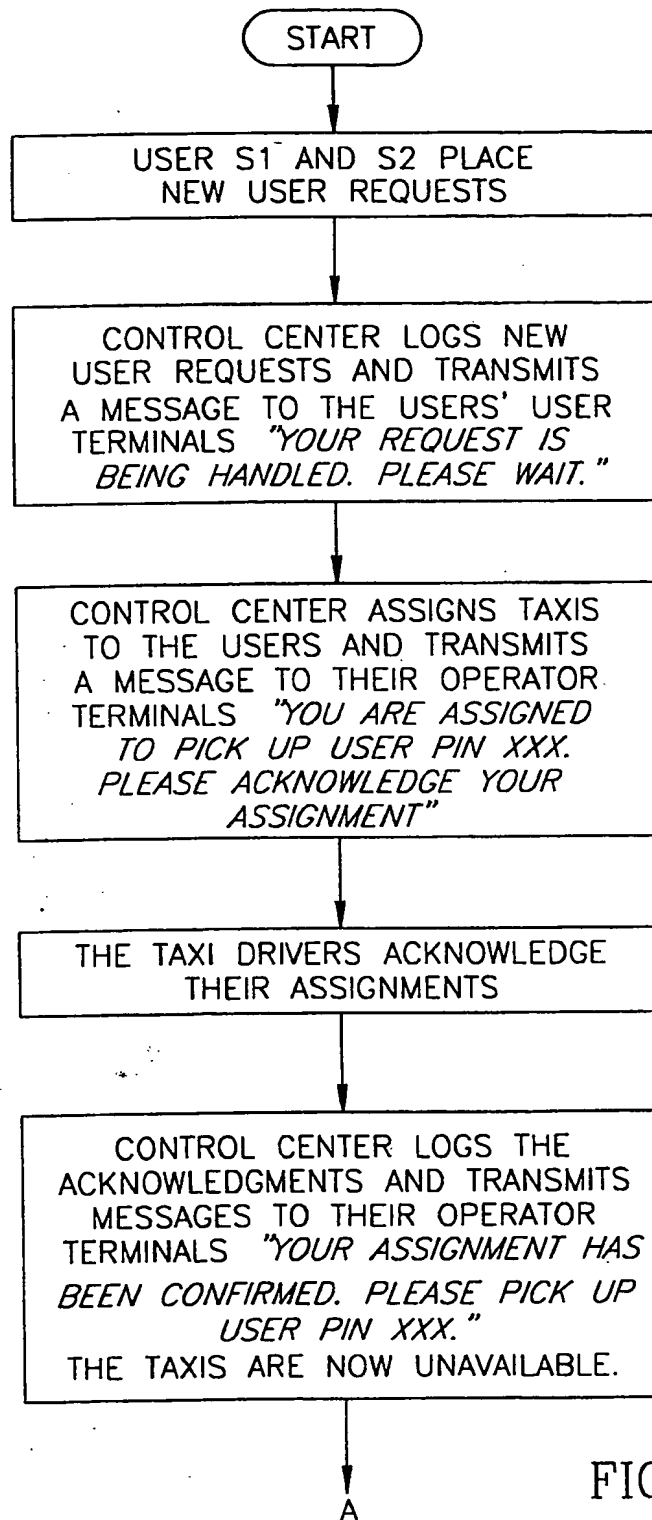 START
USER S1 AND S2 PLACE
NEW USER REQUESTS
CONTROL CENTER LOGS NEW
USER REQUESTS AND TRANSMITS
A MESSAGE TO THE USERS' USER
TERMINALS "YOUR REQUEST IS
BEING HANDLED. PLEASE WAIT."
CONTROL CENTER ASSIGNS TAXIS
TO THE USERS AND TRANSMITS
A MESSAGE TO THEIR OPERATOR
TERMINALS "YOU ARE ASSIGNED
TO PICK UP USER PIN XXX.
PLEASE ACKNOWLEDGE YOUR
ASSIGNMENT"
THE TAXI DRIVERS ACKNOWLEDGE
THEIR ASSIGNMENTS
CONTROL CENTER LOGS THE
ACKNOWLEDGMENTS AND TRANSMITS
MESSAGES TO THEIR OPERATOR
TERMINALS "YOUR ASSIGNMENT HAS
BEEN CONFIRMED. PLEASE PICK UP
USER PIN XXX."
THE TAXIS ARE NOW UNAVAILABLE.
A